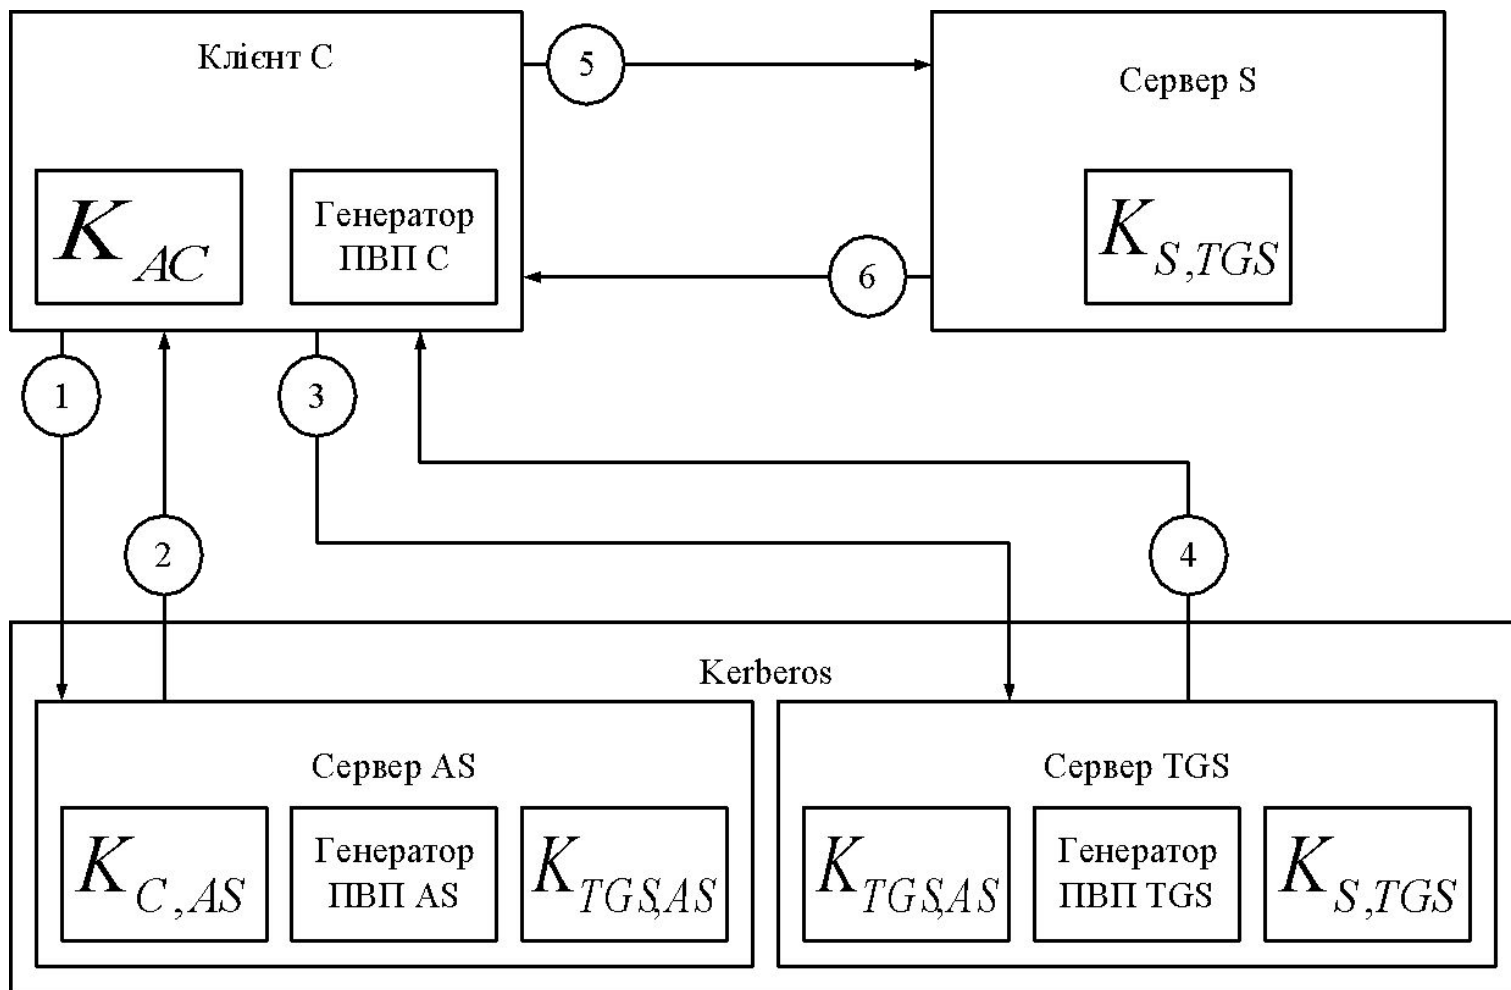 Клієнт C
5
Сервер S
K AC
Генератор
ПВП C
K S,TGS
6
1
3
2
4
Kerberos
Сервер AS
Сервер TGS
K C,AS
Генератор
ПВП AS
K TGS,AS
K TGS,AS
Генератор
ПВП TGS
K S,TGS